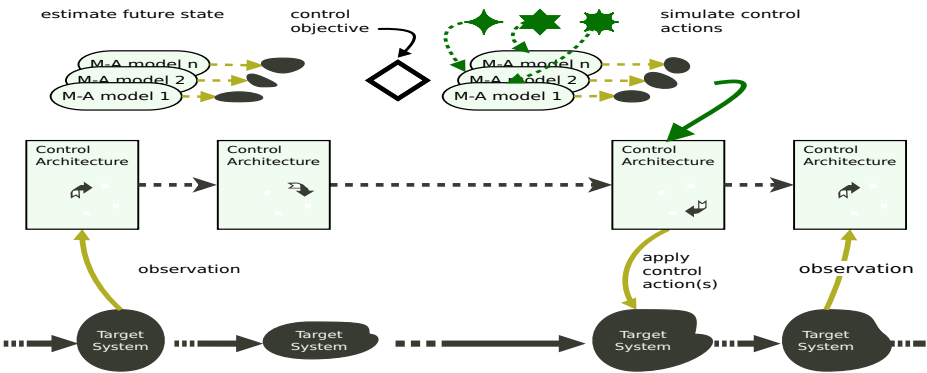 estimate future state
control
objective
simulate control
actions
M-A model n
M-A model 2
M-A model 1
M-A model n
M-A model 2
M-A model 1
Control
Architecture
Control
Architecture
Control
Architecture
Control
Architecture
observation
apply
control
action(s)
observation
Target
System
Target
System
Target
System
Target
System